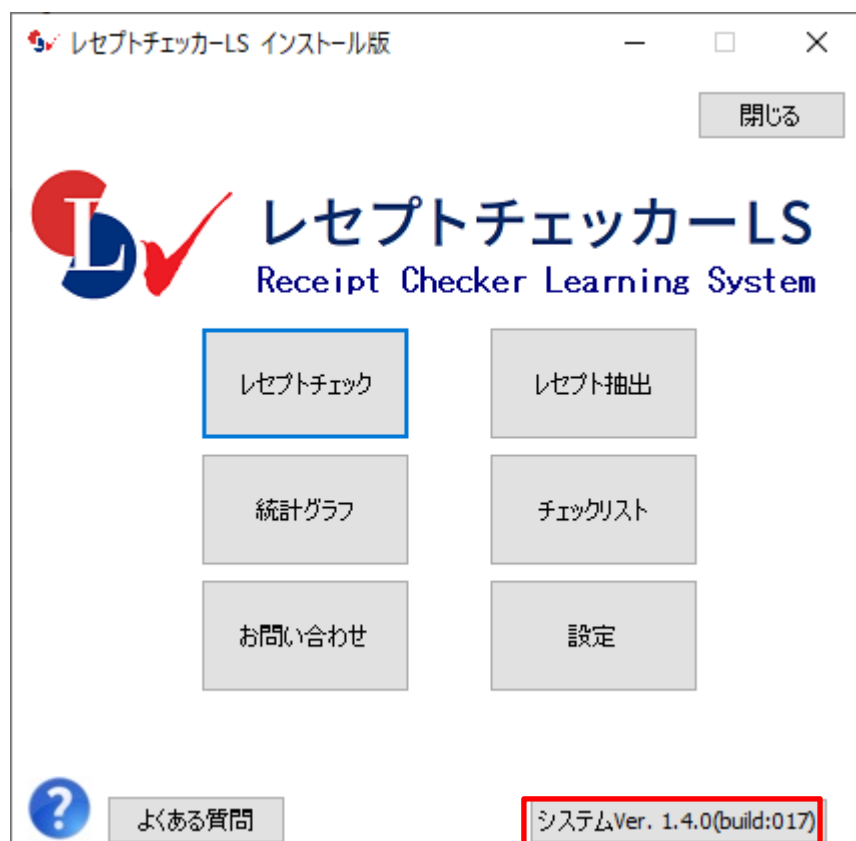 レセプトチェッカーLS インストール版
閉じる
レセプトチェッカーLS
Receipt Checker Learning System
レセプトチェック
レセプト抽出
統計グラフ
チェックリスト
お問い合わせ
設定
?
よくある質問
システムVer. 1.4.0(build:017)